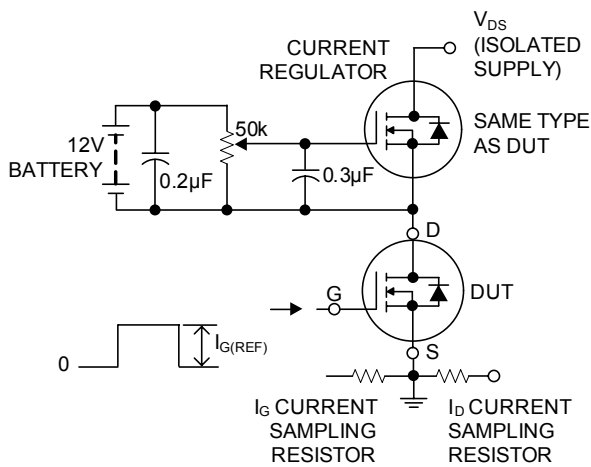 V_DS
(ISOLATED
SUPPLY)
CURRENT
REGULATOR
SAME TYPE
AS DUT
12V
BATTERY
0.2µF
50k
0.3µF
D
DUT
G
S
0
I_G(REF)
I_G CURRENT
SAMPLING
RESISTOR
I_D CURRENT
SAMPLING
RESISTOR